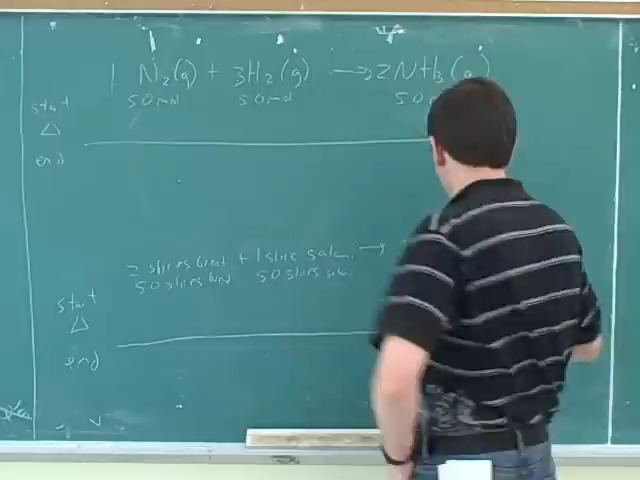 1 N₂(g) + 3H₂(g) → 2NH₃(g)
start 50 mol 50 mol 50
Δ
end
2 slices bread + 1 slice salami →
50 slices bread 50 slices
start
Δ
end